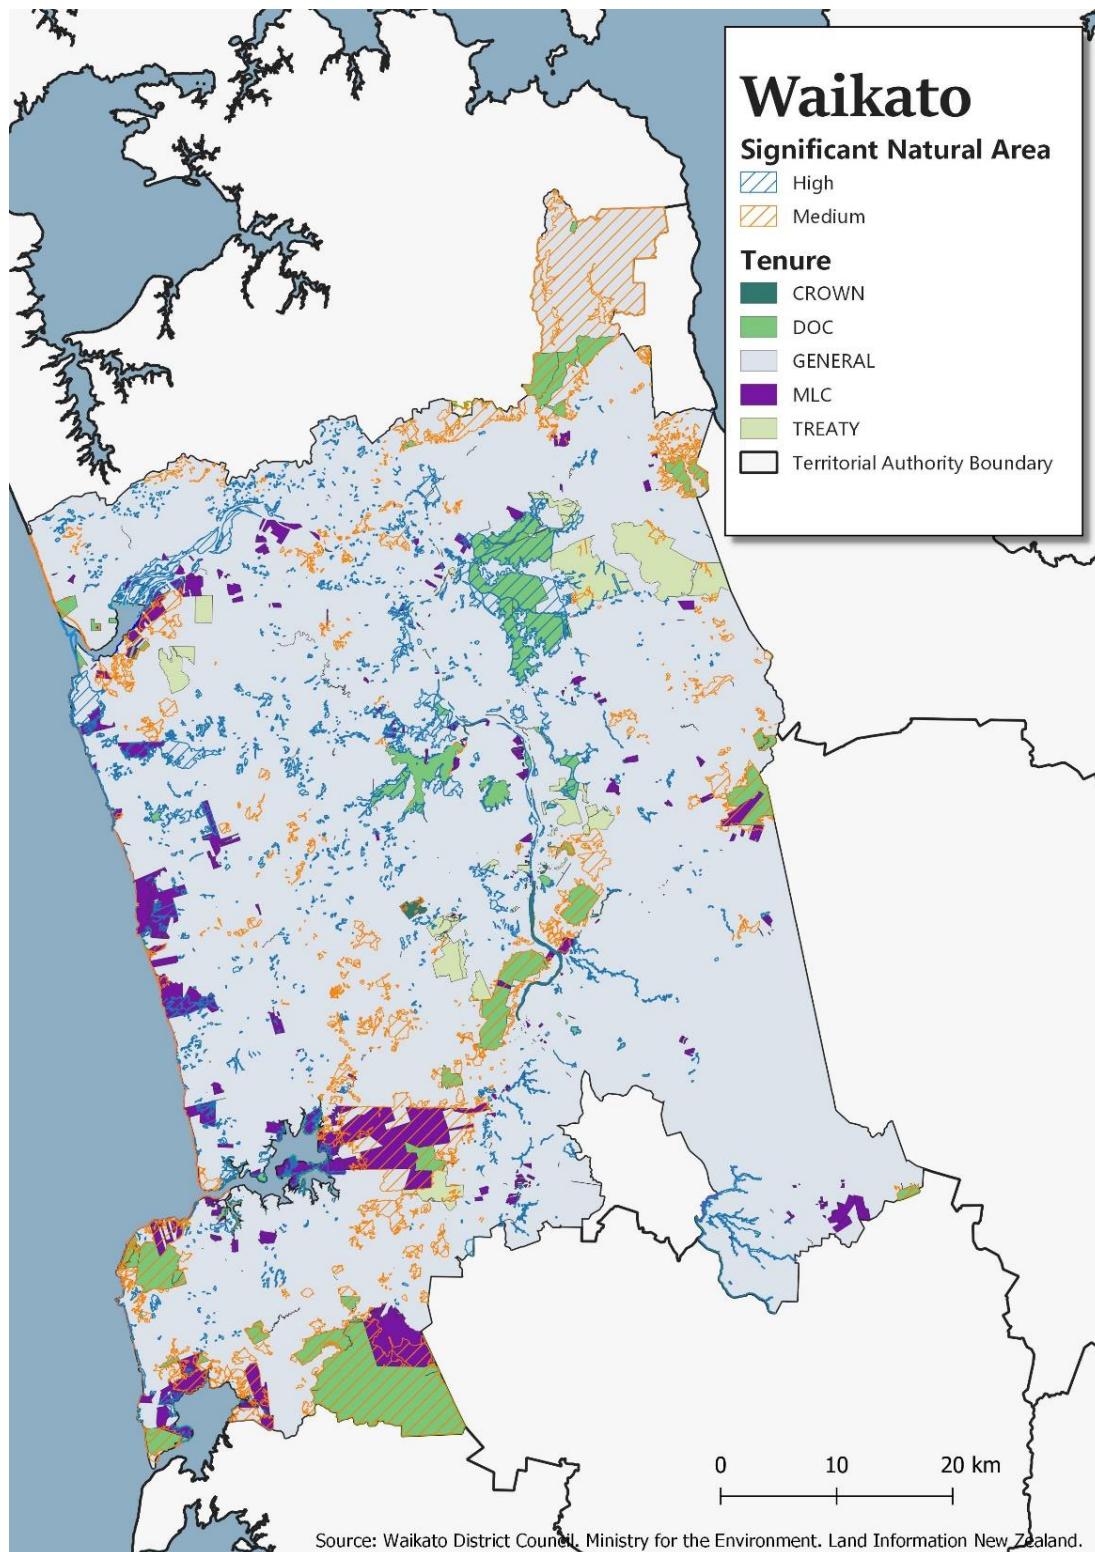 Waikato
Significant Natural Area
High
Medium
Tenure
CROWN
DOC
GENERAL
MLC
TREATY
Territorial Authority Boundary
0 10 20 km
Source: Waikato District Council. Ministry for the Environment. Land Information New Zealand.